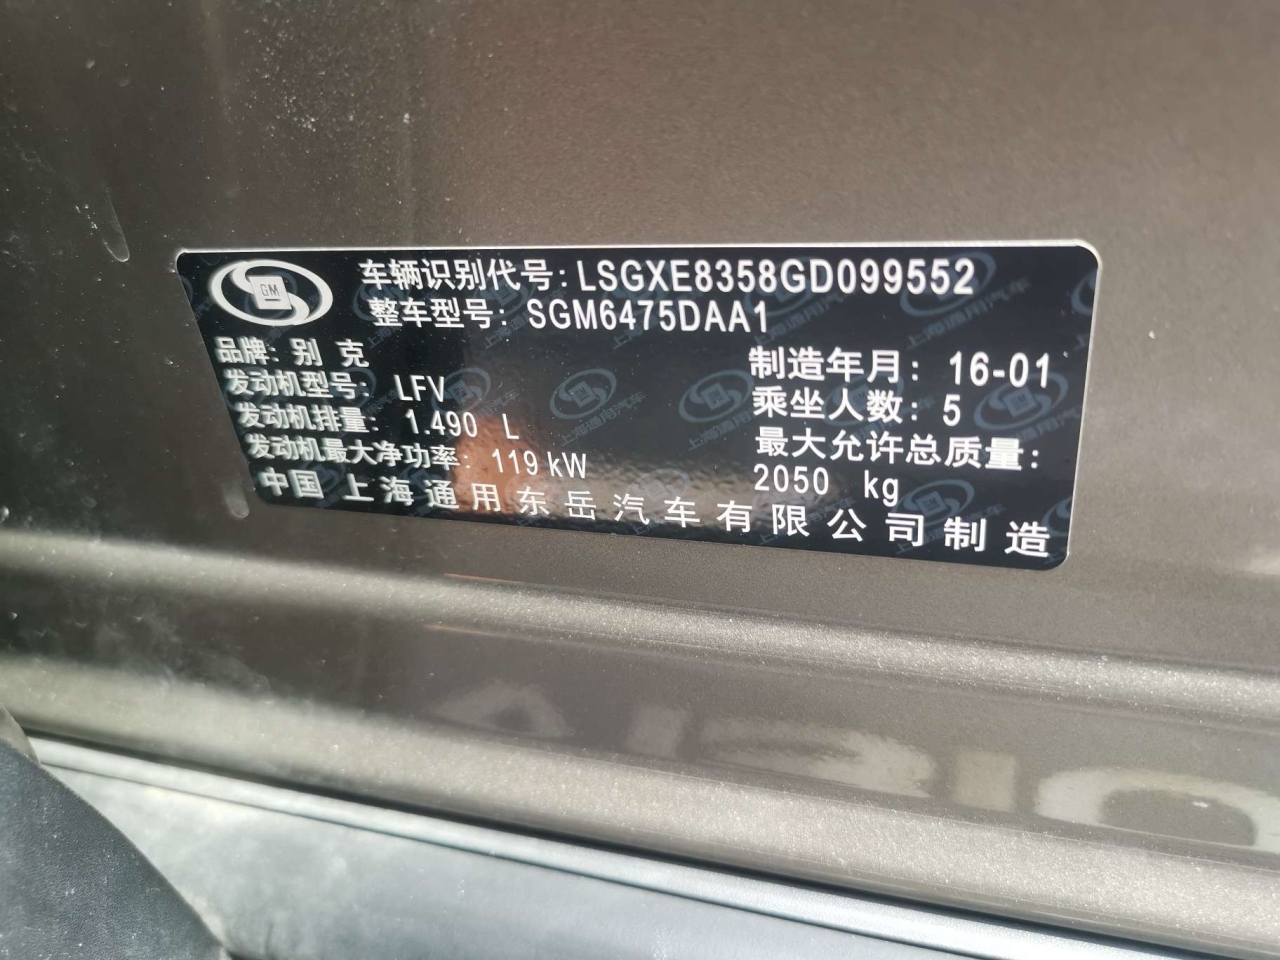 GM
车辆识别代号: LSGXE8358GD099552
整车型号: SGM6475DAA1
品牌: 别 克
发动机型号: LFV
发动机排量: 1.490 L
发动机最大净功率: 119 kW
制造年月: 16-01
乘坐人数: 5
最大允许总质量:
2050 kg
中国 上海通用东岳汽车有限公司制造